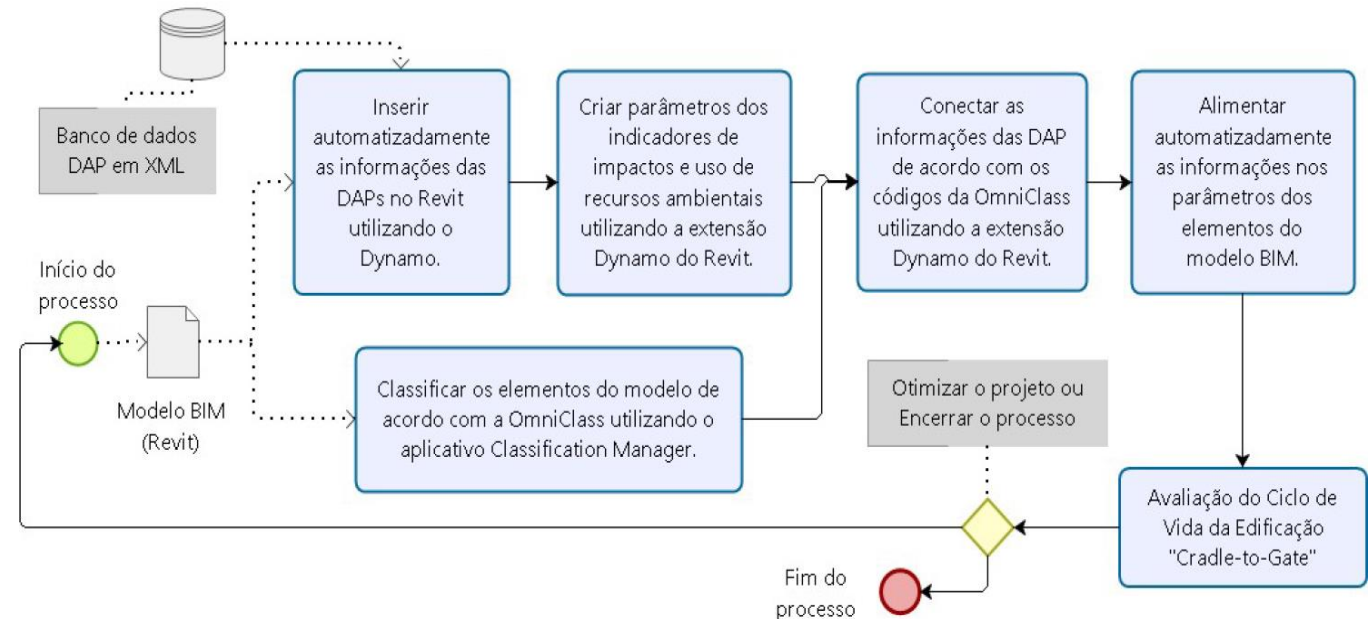 Banco de dados
DAP em XML
Inserir
automatizadamente
as informações das
DAPs no Revit
utilizando o
Dynamo.
Criar parâmetros dos
indicadores de
impactos e uso de
recursos ambientais
utilizando a extensão
Dynamo do Revit.
Conectar as
informações das DAP
de acordo com os
códigos da OmniClass
utilizando a extensão
Dynamo do Revit.
Alimentar
automatizadamente
as informações nos
parâmetros dos
elementos do
modelo BIM.
Início do
processo
Modelo BIM
(Revit)
Classificar os elementos do modelo de
acordo com a OmniClass utilizando o
aplicativo Classification Manager.
Otimizar o projeto ou
Encerrar o processo
Avaliação do Ciclo de
Vida da Edificação
"Cradle-to-Gate"
Fim do
processo